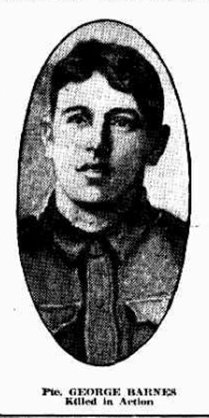 Pte. GEORGE BARNES
Killed in Action